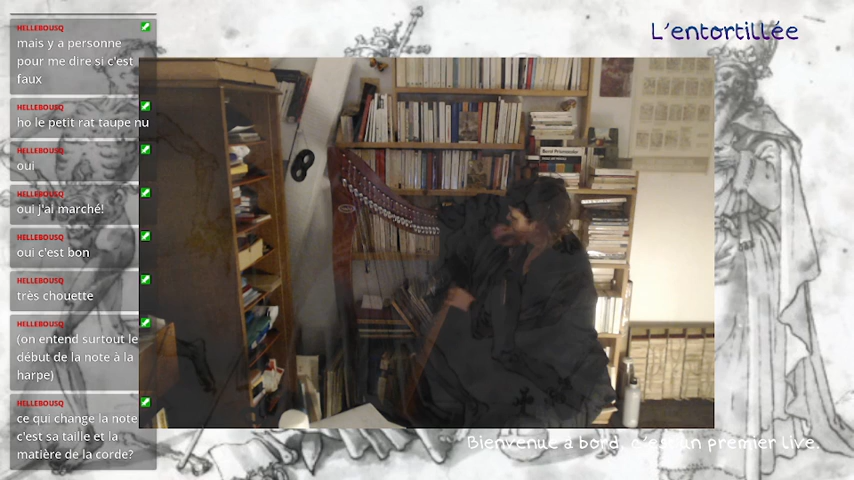 L'entortillée
HELLEBOUSQ
mais y a personne
pour me dire si c'est
faux
HELLEBOUSQ
ho le petit rat taupe nu
HELLEBOUSQ
oui
HELLEBOUSQ
oui j'ai marché!
HELLEBOUSQ
oui c'est bon
HELLEBOUSQ
très chouette
HELLEBOUSQ
(on entend surtout le
début de la note à la
harpe)
HELLEBOUSQ
ce qui change la note
c'est sa taille et la
matière de la corde?
Bienvenue à bord, c'est un premier live.